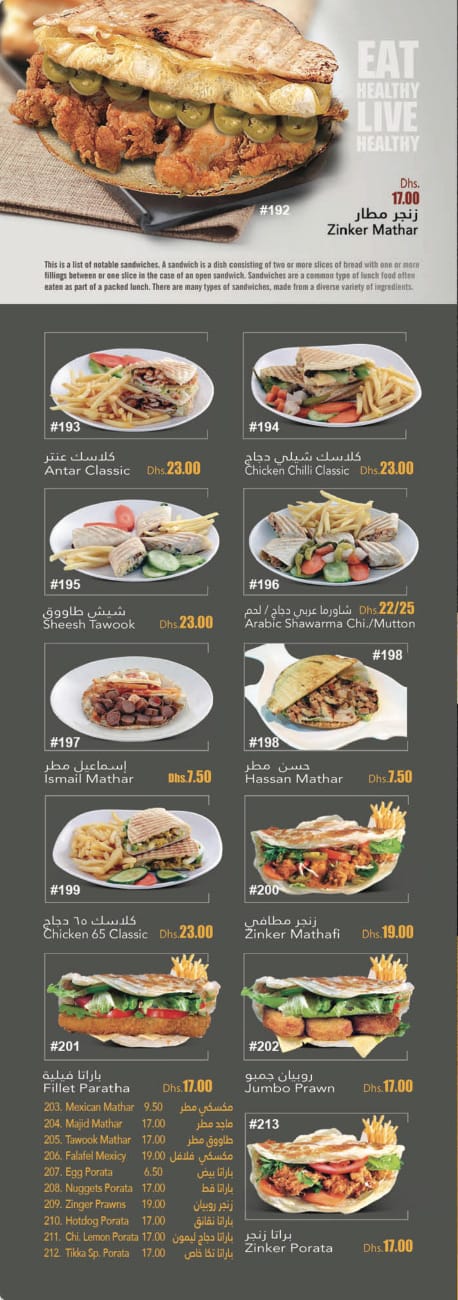 EAT
HEALTHY
LIVE
HEALTHY
Dhs.
17.00
#192
زنجر مطار
Zinker Mathar
This is a list of notable sandwiches. A sandwich is a dish consisting of two or more slices of bread with one or more
fillings between or one slice in the case of an open sandwich. Sandwiches are a common type of lunch food often
eaten as part of a packed lunch. There are many types of sandwiches, made from a diverse variety of ingredients.
#193
كلاسك عنتر
Antar Classic Dhs.23.00
#194
كلاسك شيلي دجاج
Chicken Chilli Classic Dhs.23.00
#195
شيش طاووق
Sheesh Tawook Dhs.23.00
#196
شاورما عربي دجاج / لحم Dhs.22/25
Arabic Shawarma Chi./Mutton
#197
إسماعيل مطر
Ismail Mathar Dhs.7.50
#198
#198
حسن مطر
Hassan Mathar Dhs.7.50
#199
كلاسك ٦٥ دجاج
Chicken 65 Classic Dhs.23.00
#200
زنجر مطافي
Zinker Mathafi Dhs.19.00
#201
باراتا فيلية
Fillet Paratha Dhs.17.00
#202
روبيان جمبو
Jumbo Prawn Dhs.17.00
203. Mexican Mathar 9.50 مكسكي مطر
204. Majid Mathar 17.00 ماجد مطر
205. Tawook Mathar 17.00 طاووق مطر
206. Falafel Mexicy 19.00 مكسكي فلافل
207. Egg Porata 6.50 باراتا بيض
208. Nuggets Porata 17.00 باراتا قط
209. Zinger Prawns 19.00 زنجر روبيان
210. Hotdog Porata 17.00 باراتا نقانق
211. Chi. Lemon Porata 17.00 باراتا دجاج ليمون
212. Tikka Sp. Porata 17.00 باراتا تكا خاص
#213
براتا زنجر
Zinker Porata Dhs.17.00